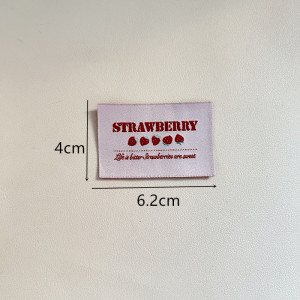 STRAWBERRY
Life is bitter Strawberries are sweet
4cm
6.2cm